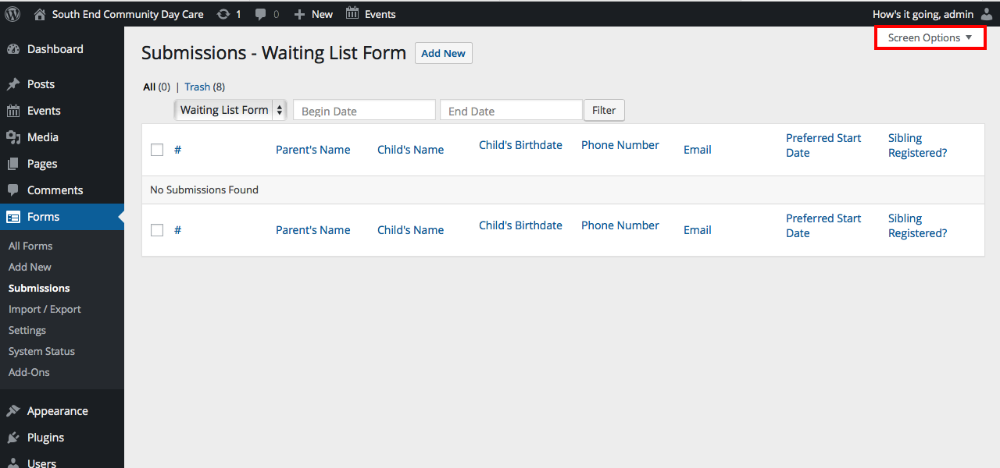 South End Community Day Care 1 0 New Events How's it going, admin
Screen Options
Dashboard
Posts
Events
Media
Pages
Comments
Forms
All Forms
Add New
Submissions
Import / Export
Settings
System Status
Add-Ons
Appearance
Plugins
Users
Submissions - Waiting List Form Add New
All (0) | Trash (8)
Waiting List Form Begin Date End Date Filter
# Parent's Name Child's Name Child's Birthdate Phone Number Email Preferred Start Date Sibling Registered?
No Submissions Found
# Parent's Name Child's Name Child's Birthdate Phone Number Email Preferred Start Date Sibling Registered?